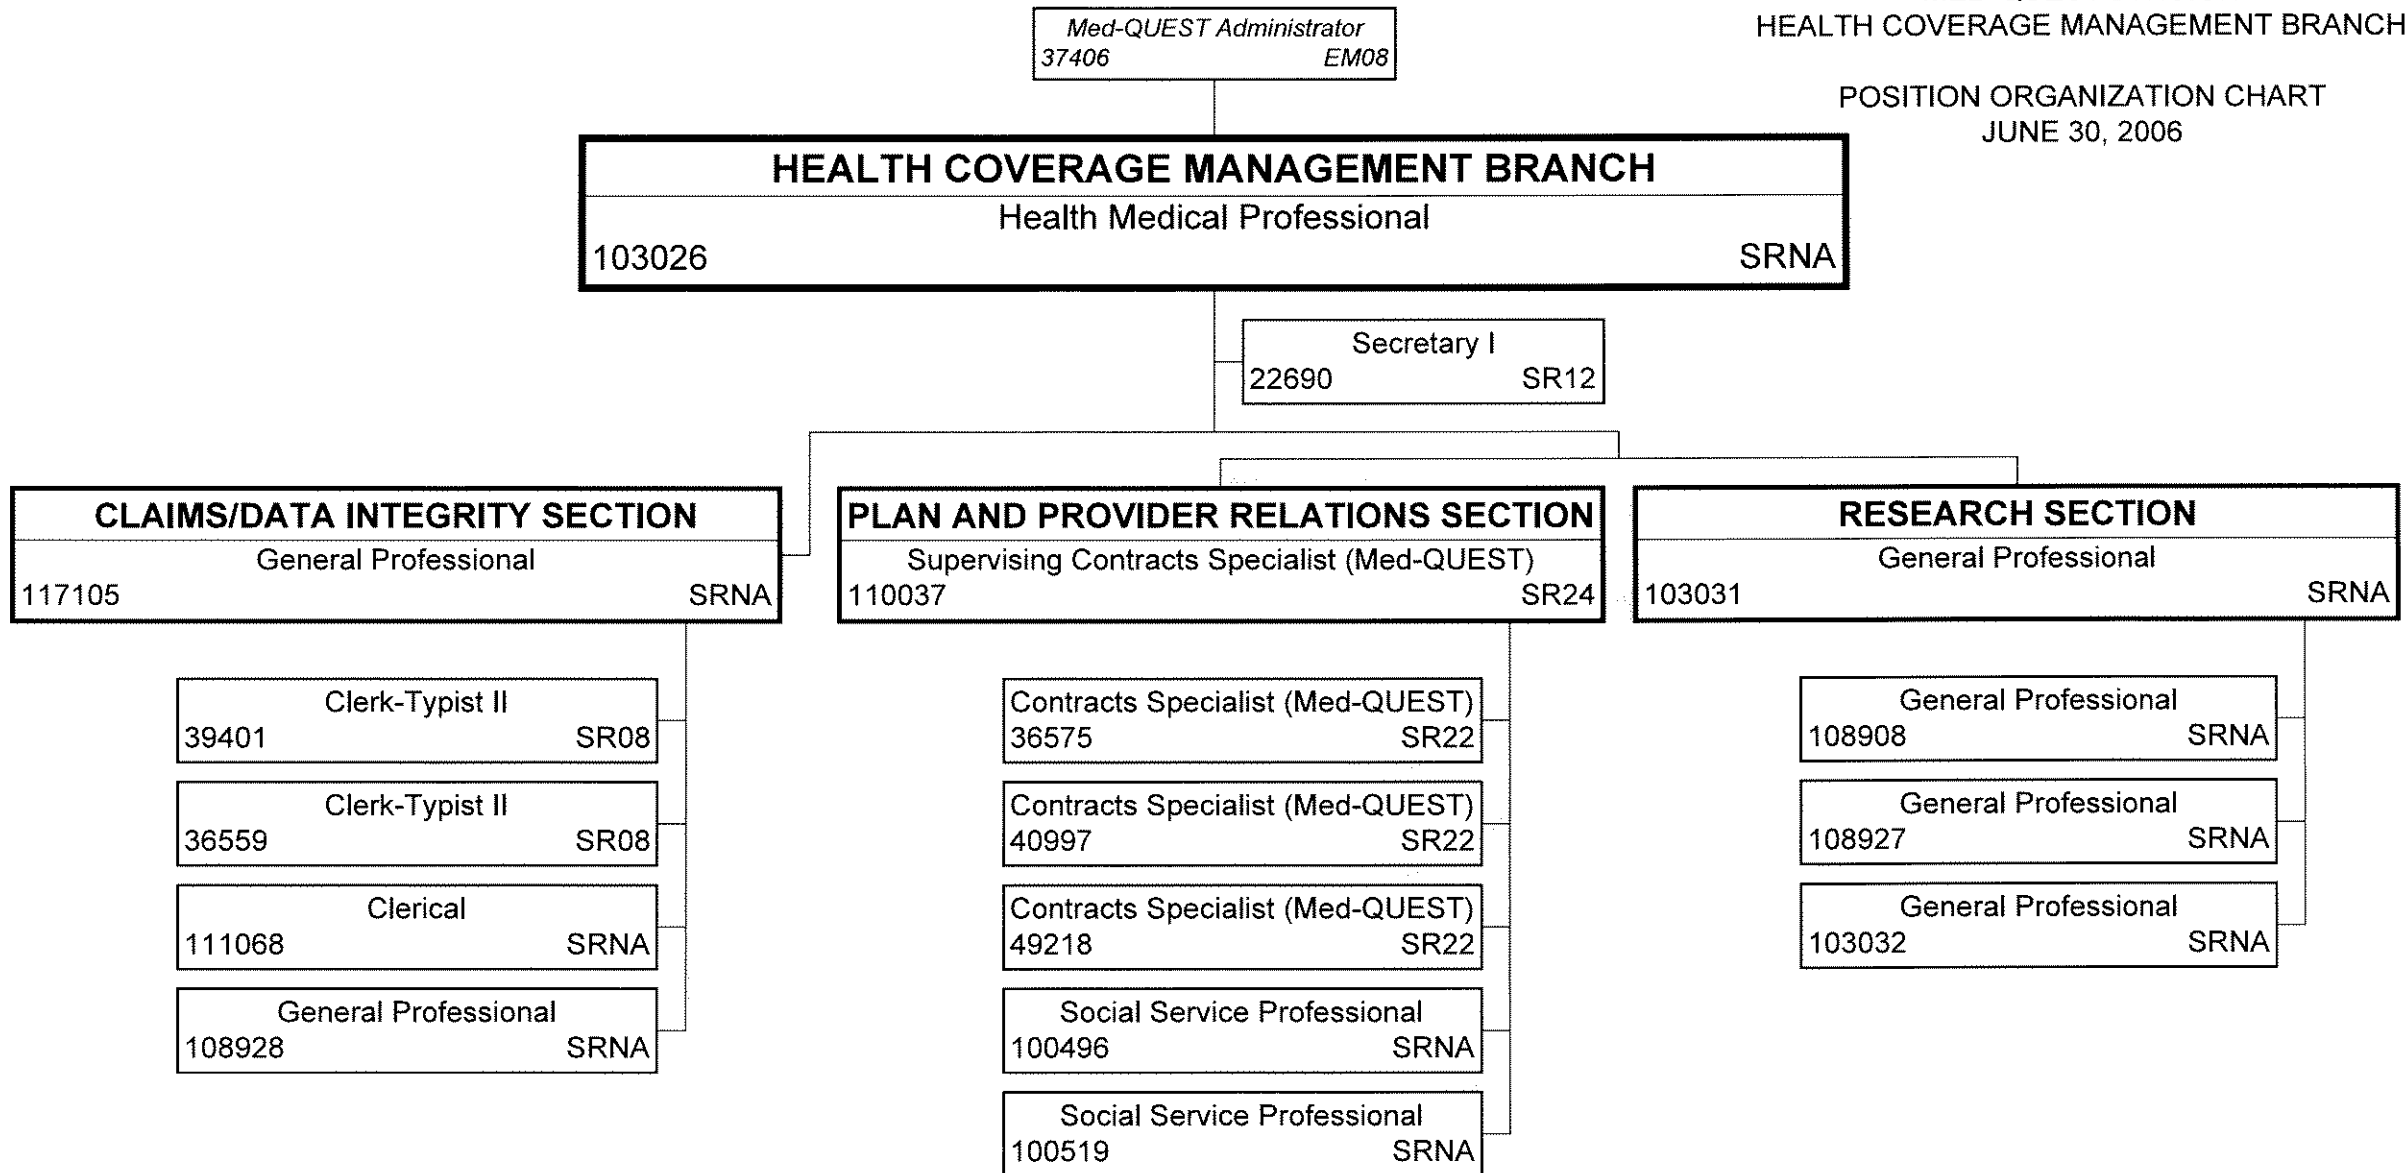 HEALTH COVERAGE MANAGEMENT BRANCH
POSITION ORGANIZATION CHART
JUNE 30, 2006
Med-QUEST Administrator
37406 EM08
HEALTH COVERAGE MANAGEMENT BRANCH
Health Medical Professional
103026 SRNA
Secretary I
22690 SR12
CLAIMS/DATA INTEGRITY SECTION
General Professional
117105 SRNA
Clerk-Typist II
39401 SR08
Clerk-Typist II
36559 SR08
Clerical
111068 SRNA
General Professional
108928 SRNA
PLAN AND PROVIDER RELATIONS SECTION
Supervising Contracts Specialist (Med-QUEST)
110037 SR24
Contracts Specialist (Med-QUEST)
36575 SR22
Contracts Specialist (Med-QUEST)
40997 SR22
Contracts Specialist (Med-QUEST)
49218 SR22
Social Service Professional
100496 SRNA
Social Service Professional
100519 SRNA
RESEARCH SECTION
General Professional
103031 SRNA
General Professional
108908 SRNA
General Professional
108927 SRNA
General Professional
103032 SRNA